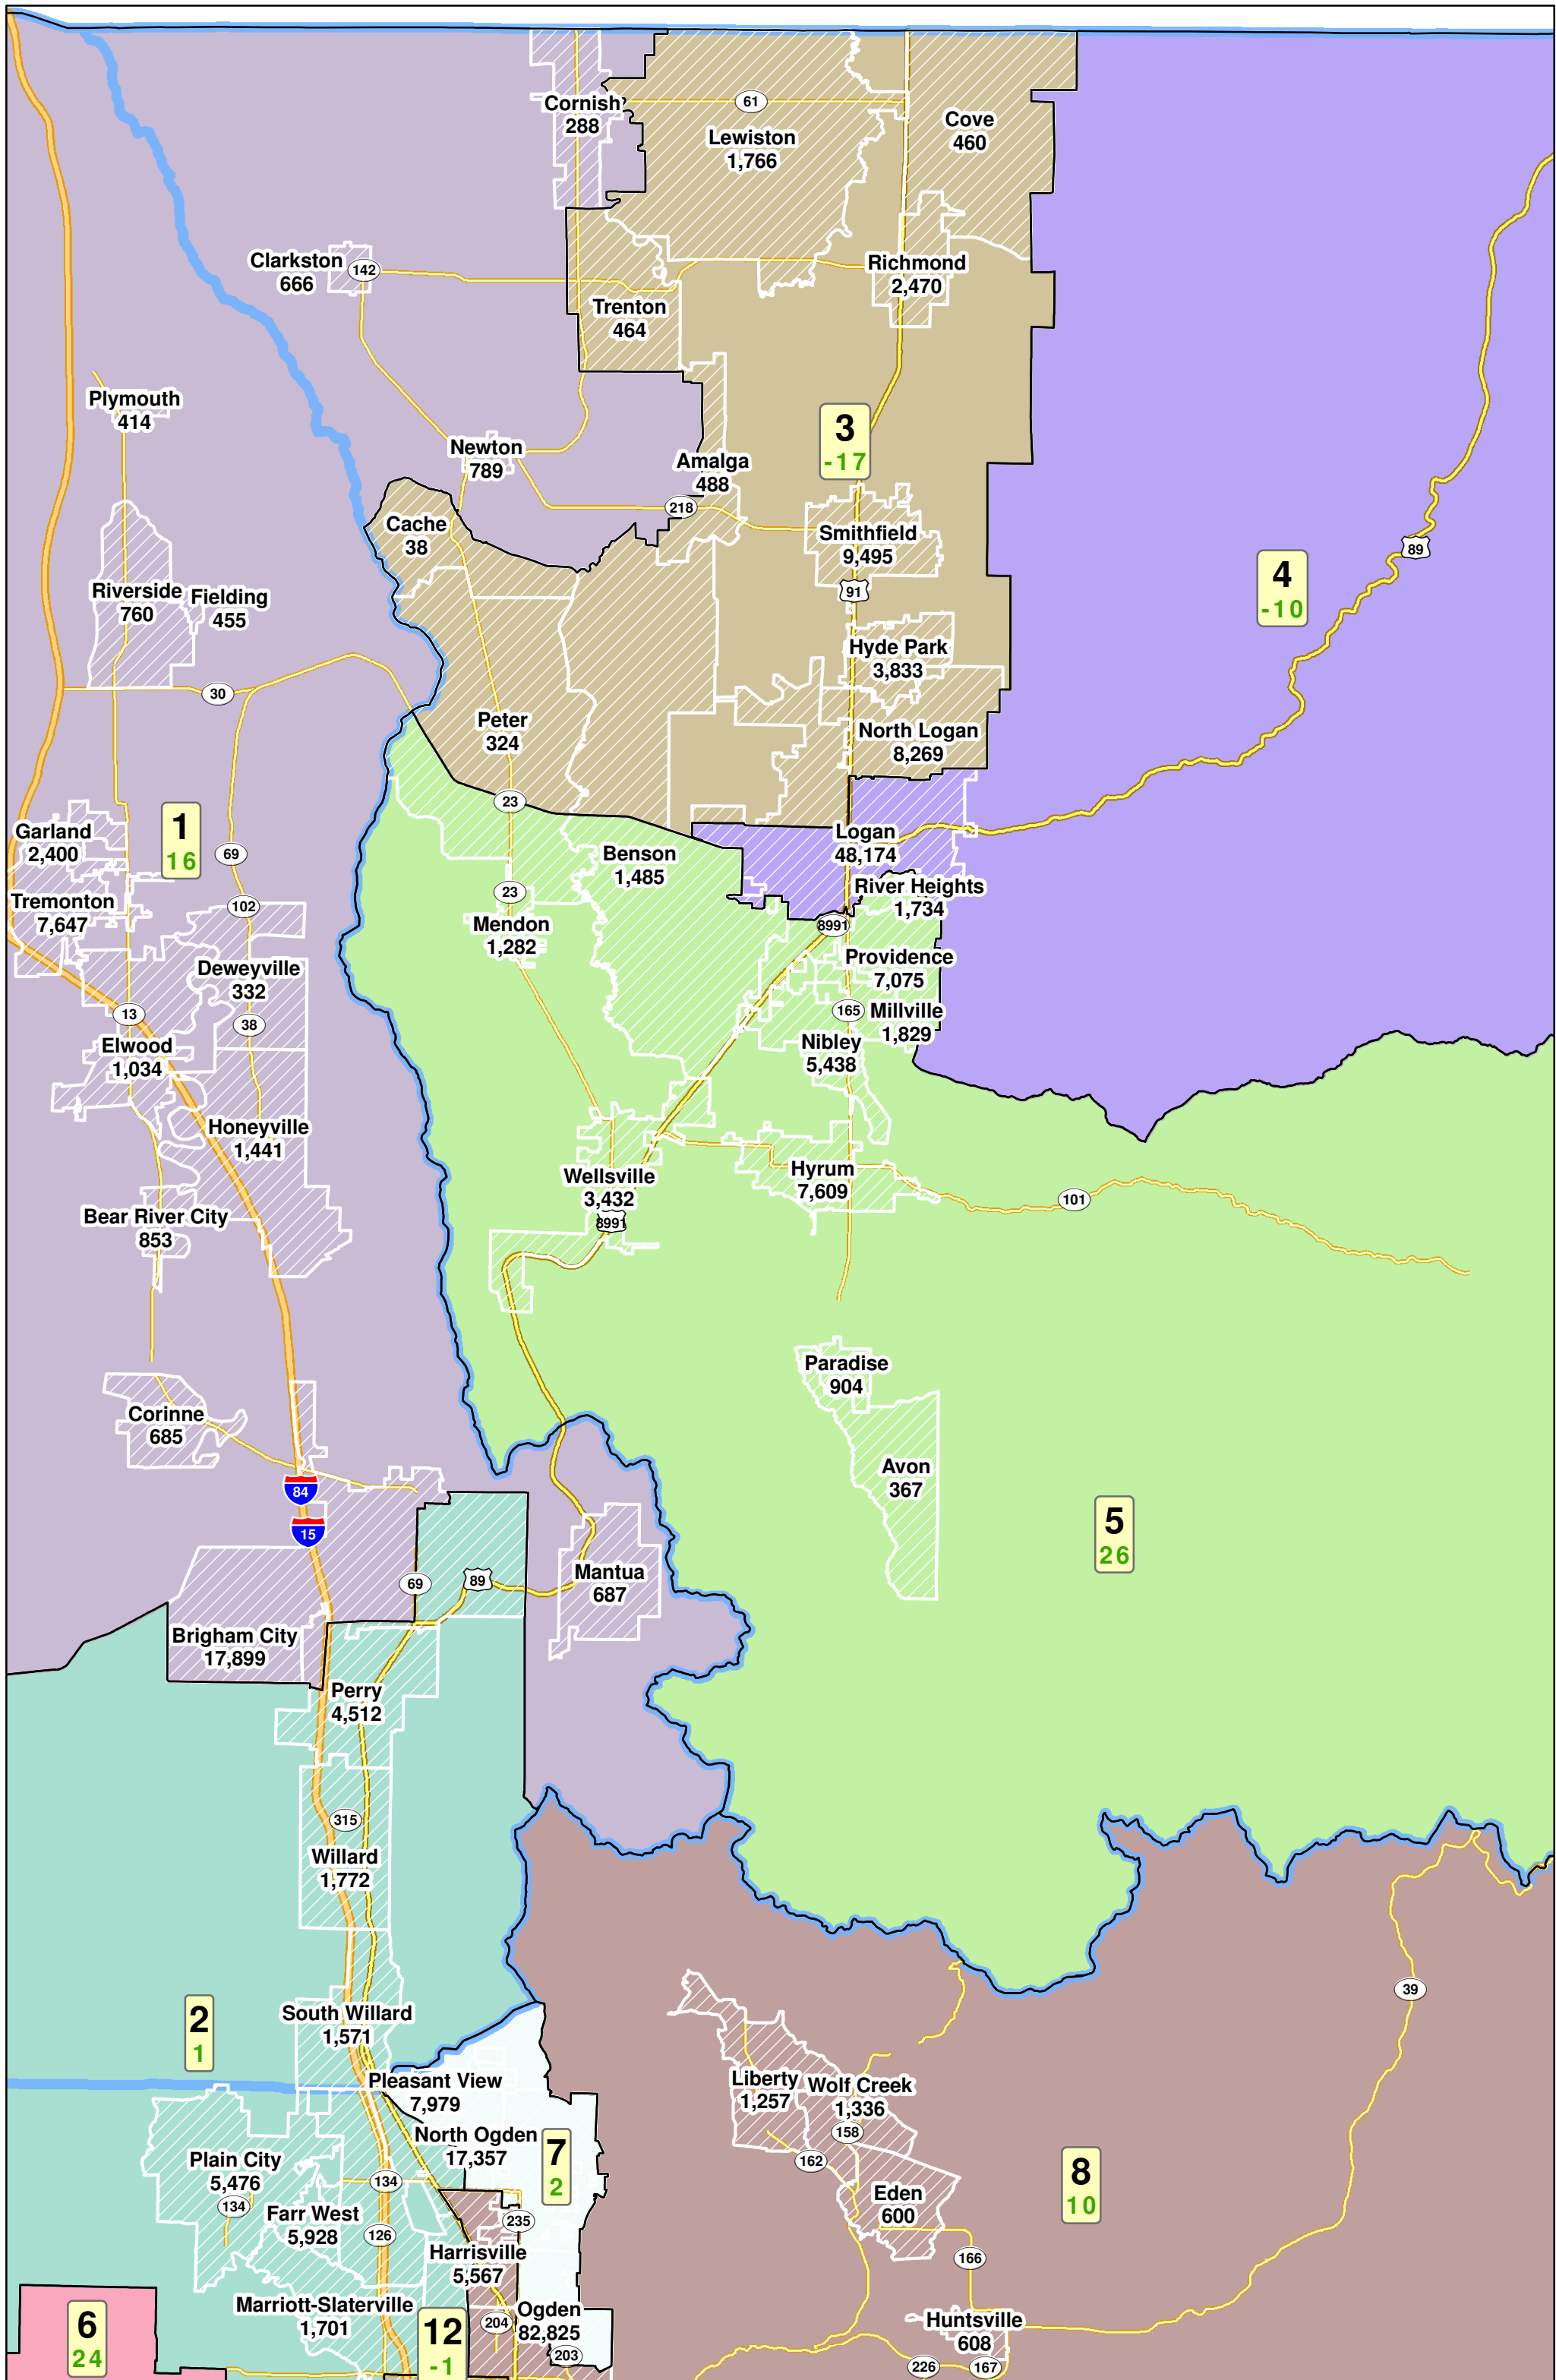 Cornish
288
61
Lewiston
1,766
Cove
460
Clarkston
666
142
Richmond
2,470
Trenton
464
Plymouth
414
3
-17
Newton
789
Amalga
488
218
Cache
38
Smithfield
9,495
89
4
-10
91
Riverside
760
Fielding
455
Hyde Park
3,833
30
Peter
324
North Logan
8,269
23
Garland
2,400
1
16
69
Logan
48,174
Benson
1,485
River Heights
1,734
23
Tremonton
7,647
102
Mendon
1,282
8991
Deweyville
332
Providence
7,075
13
38
165
Millville
1,829
Elwood
1,034
Nibley
5,438
Honeyville
1,441
Wellsville
3,432
Hyrum
7,609
101
Bear River City
853
8991
Paradise
904
Corinne
685
Avon
367
84
15
5
26
69
89
Mantua
687
Brigham City
17,899
Perry
4,512
315
Willard
1,772
39
South Willard
1,571
2
1
Pleasant View
7,979
Liberty
1,257
Wolf Creek
1,336
158
North Ogden
17,357
7
2
162
Plain City
5,476
134
134
8
10
Eden
600
Farr West
5,928
126
235
Harrisville
5,567
166
Marriott-Slaterville
1,701
Ogden
82,825
204
203
Huntsville
608
6
24
12
-1
226
167